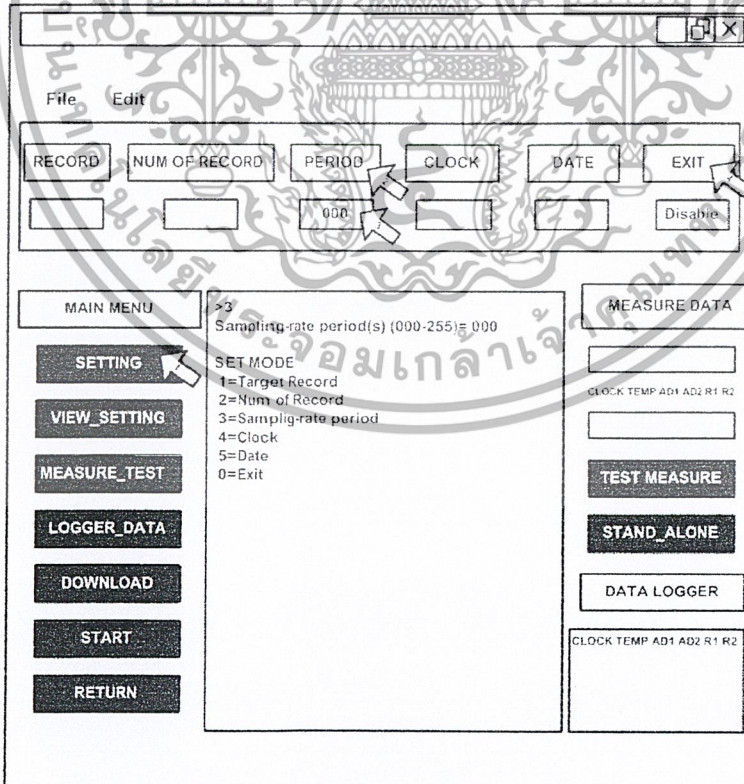 File Edit
RECORD NUM OF RECORD PERIOD CLOCK DATE EXIT
000 Disable
MAIN MENU
SETTING
VIEW_SETTING
MEASURE_TEST
LOGGER_DATA
DOWNLOAD
START
RETURN
>3
Sampling-rate period(s) (000-255)= 000
SET MODE
1=Target Record
2=Num of Record
3=Samplig-rate period
4=Clock
5=Date
0=Exit
MEASURE DATA
CLOCK TEMP AD1 AD2 R1 R2
TEST MEASURE
STAND_ALONE
DATA LOGGER
CLOCK TEMP AD1 AD2 R1 R2